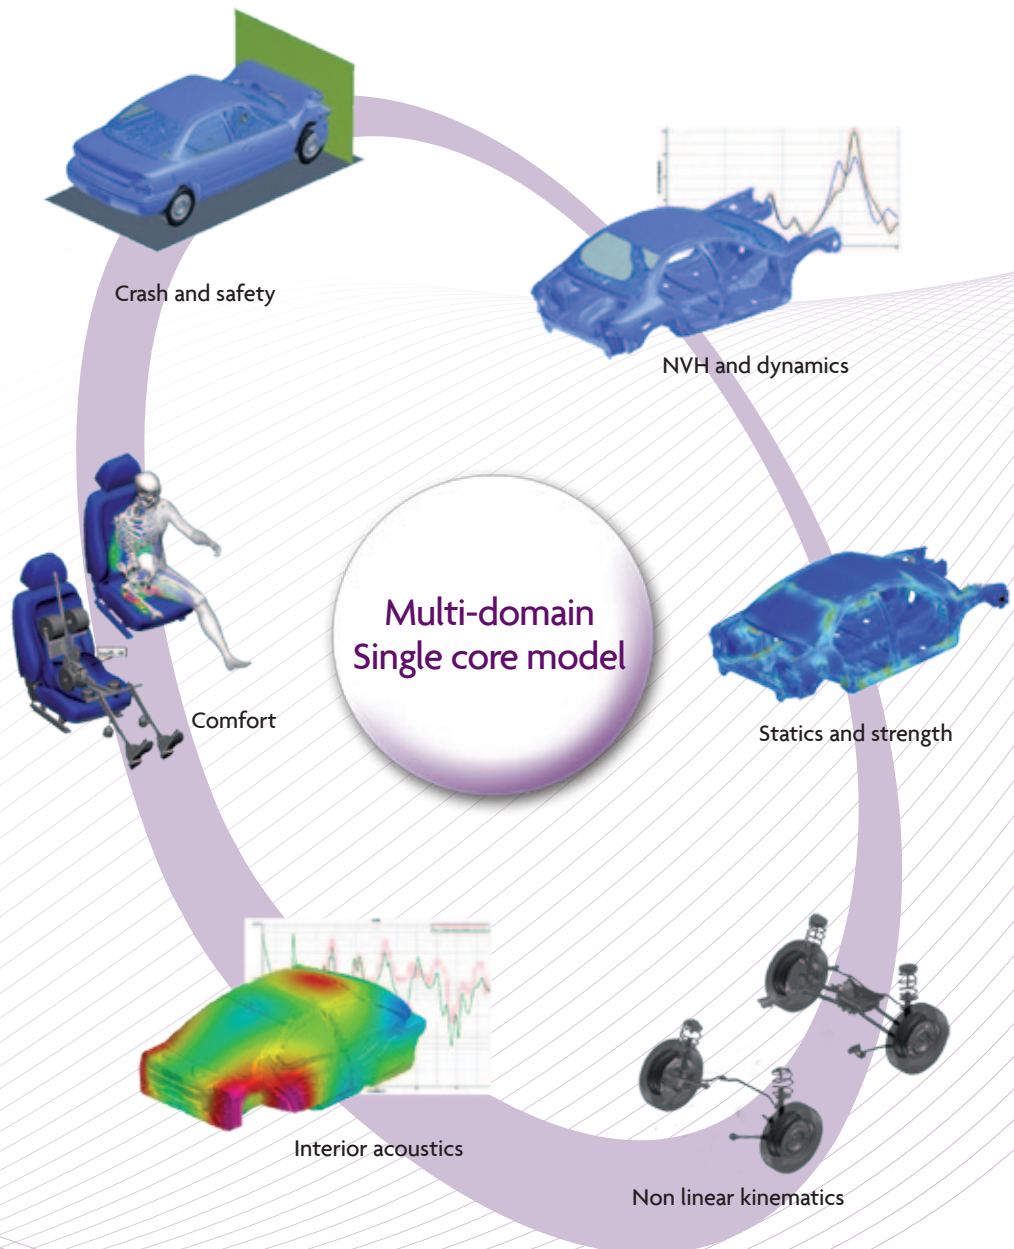 Crash and safety
NVH and dynamics
Multi-domain
Single core model
Comfort
Statics and strength
Interior acoustics
Non linear kinematics